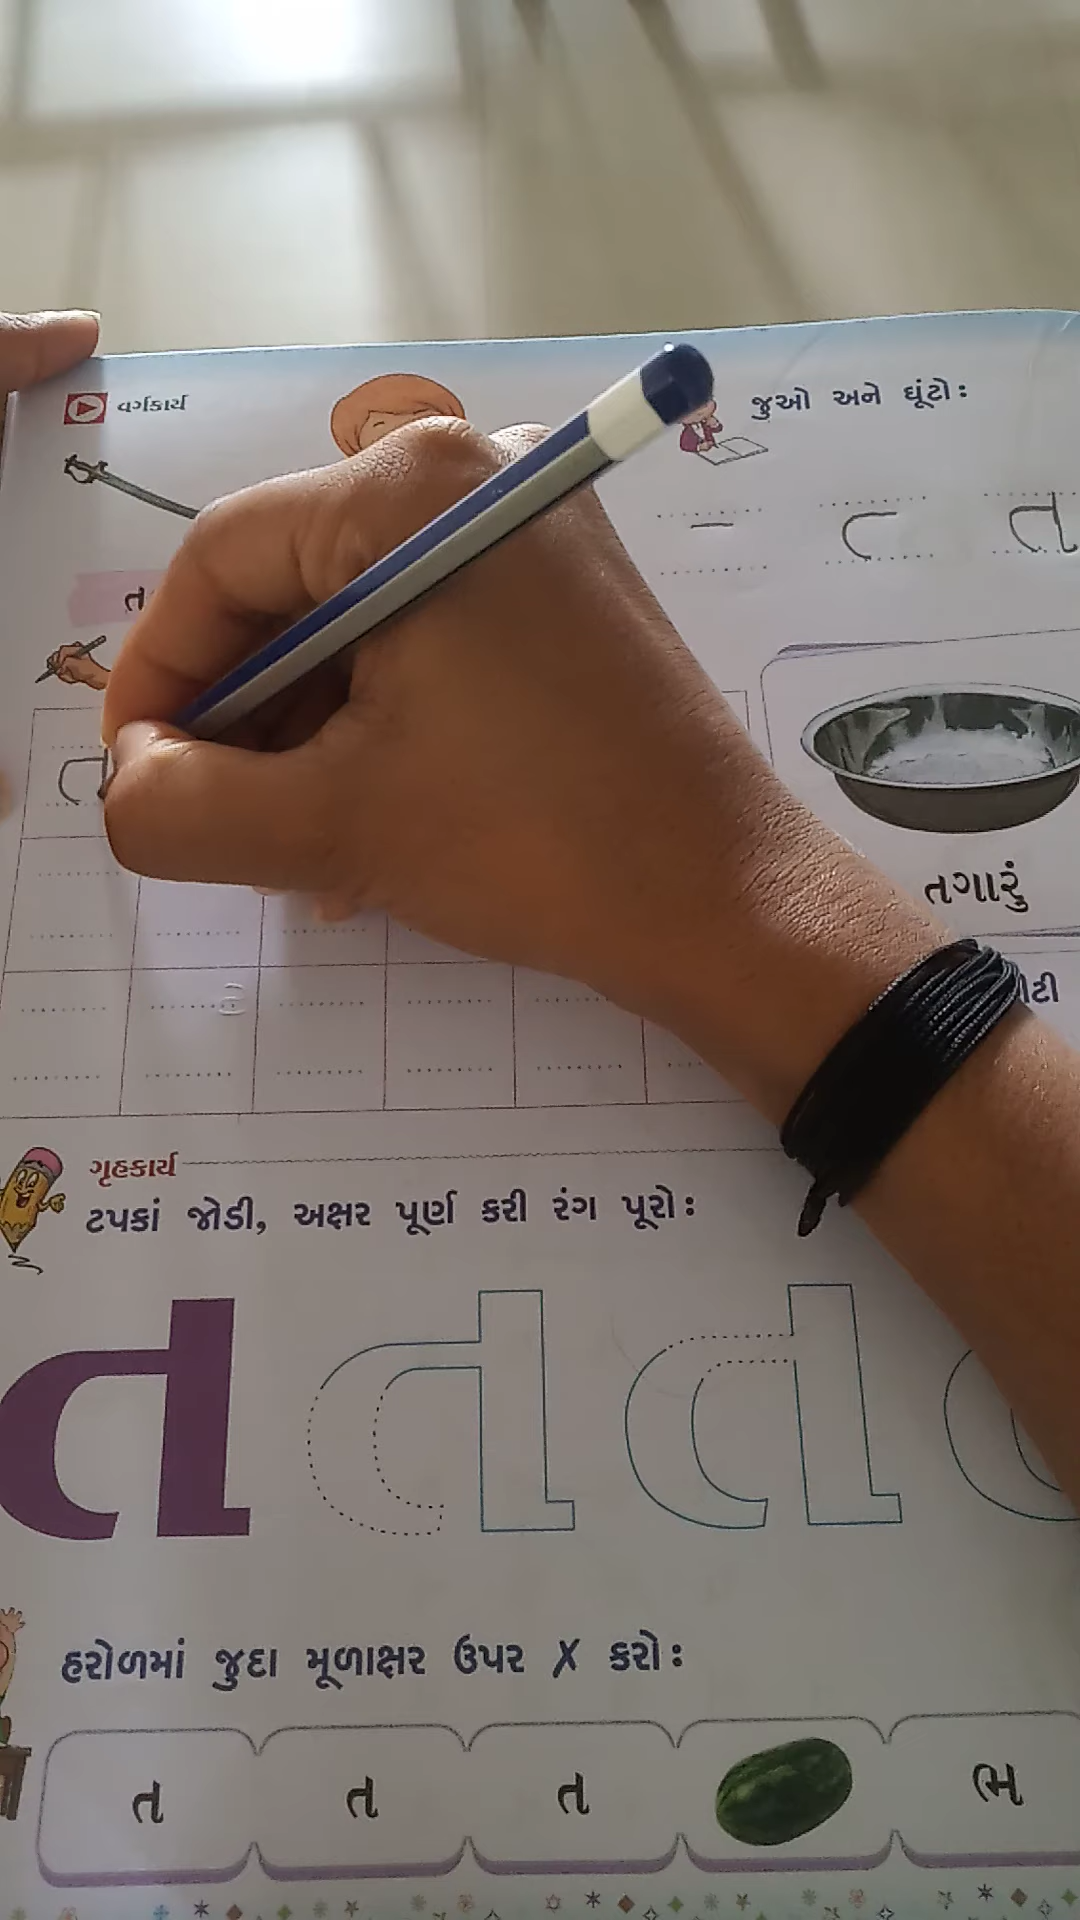 વર્ગકાર્ય
જુઓ અને ઘૂંટો:
ત ત
ત
તગારું
ગૃહકાર્ય
ટપકાં જોડી, અક્ષર પૂર્ણ કરી રંગ પૂરો:
ત ત ત
હરોળમાં જુદા મૂળાક્ષર ઉપર X કરો:
ત ત ત ભ